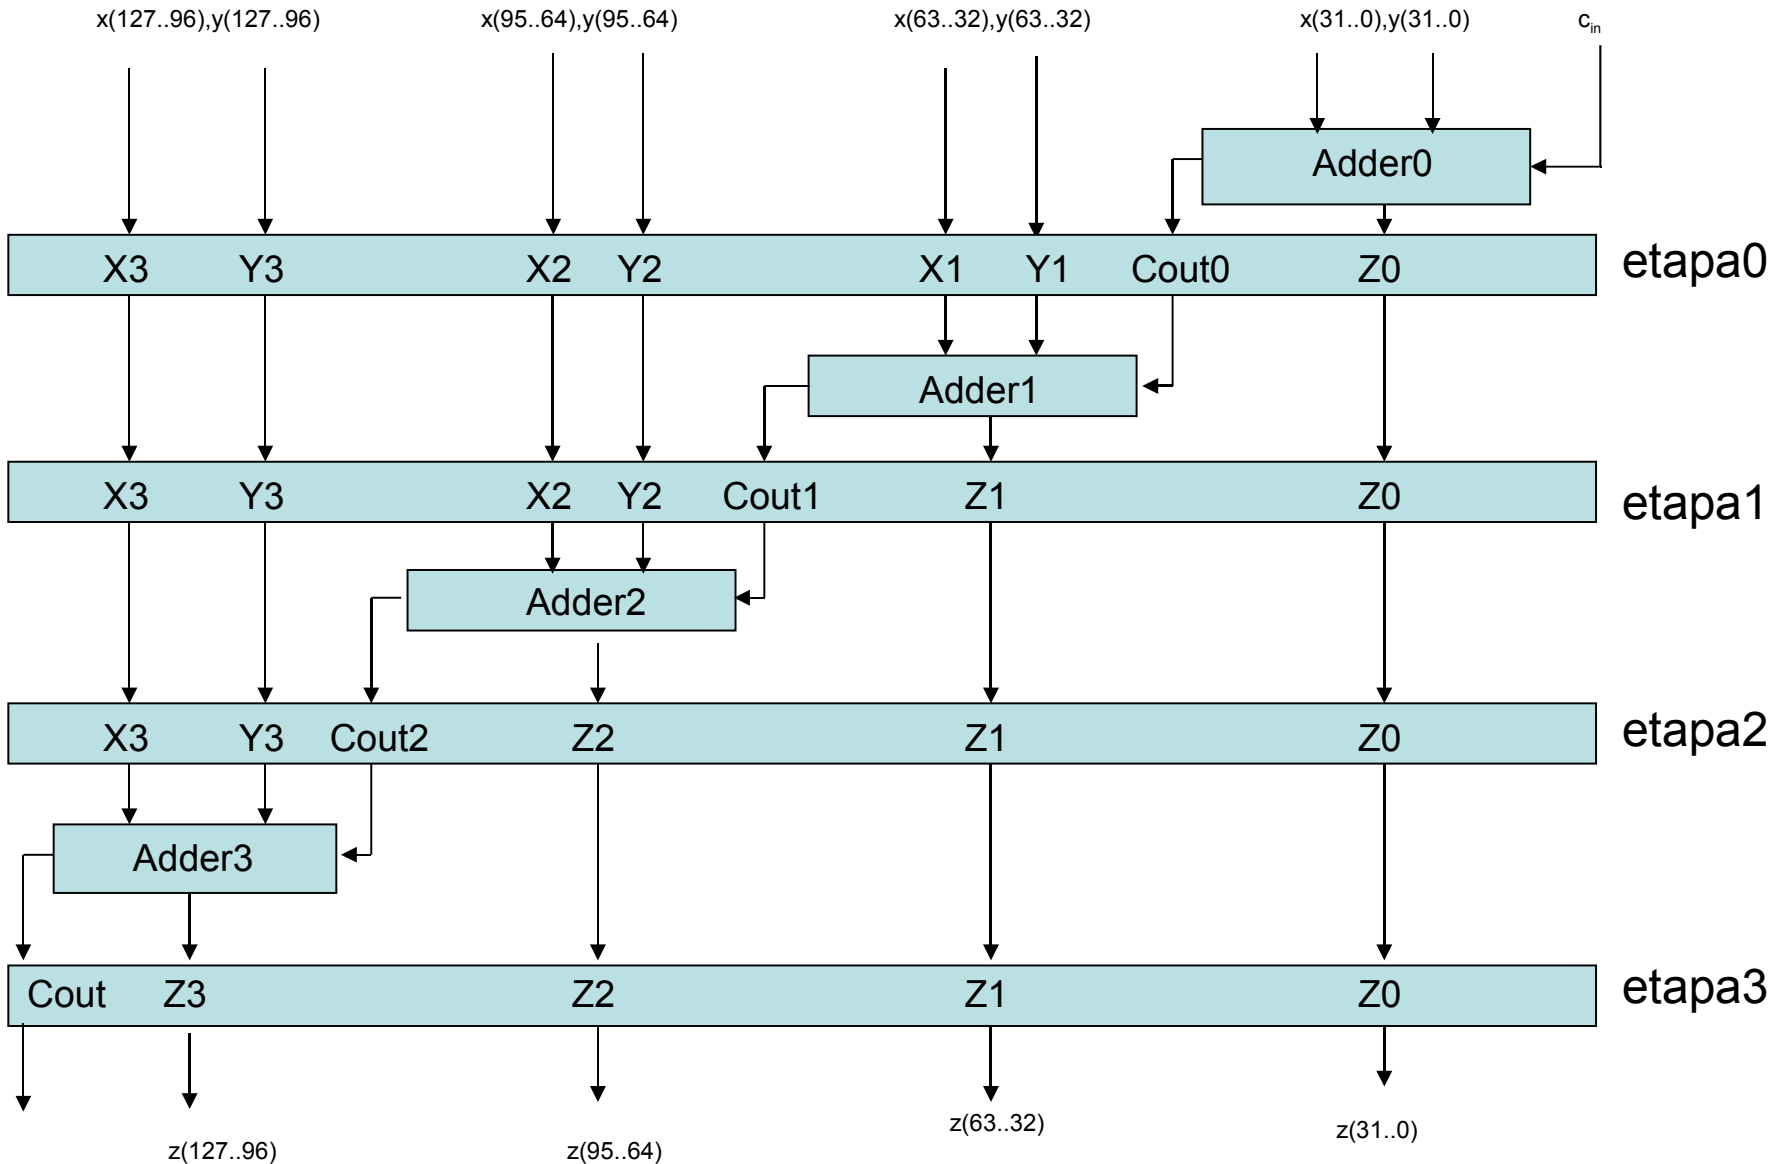 x(127..96),y(127..96) x(95..64),y(95..64) x(63..32),y(63..32) x(31..0),y(31..0) cin
Adder0
X3 Y3 X2 Y2 X1 Y1 Cout0 Z0 etapa0
Adder1
X3 Y3 X2 Y2 Cout1 Z1 Z0 etapa1
Adder2
X3 Y3 Cout2 Z2 Z1 Z0 etapa2
Adder3
Cout Z3 Z2 Z1 Z0 etapa3
z(127..96) z(95..64) z(63..32) z(31..0)